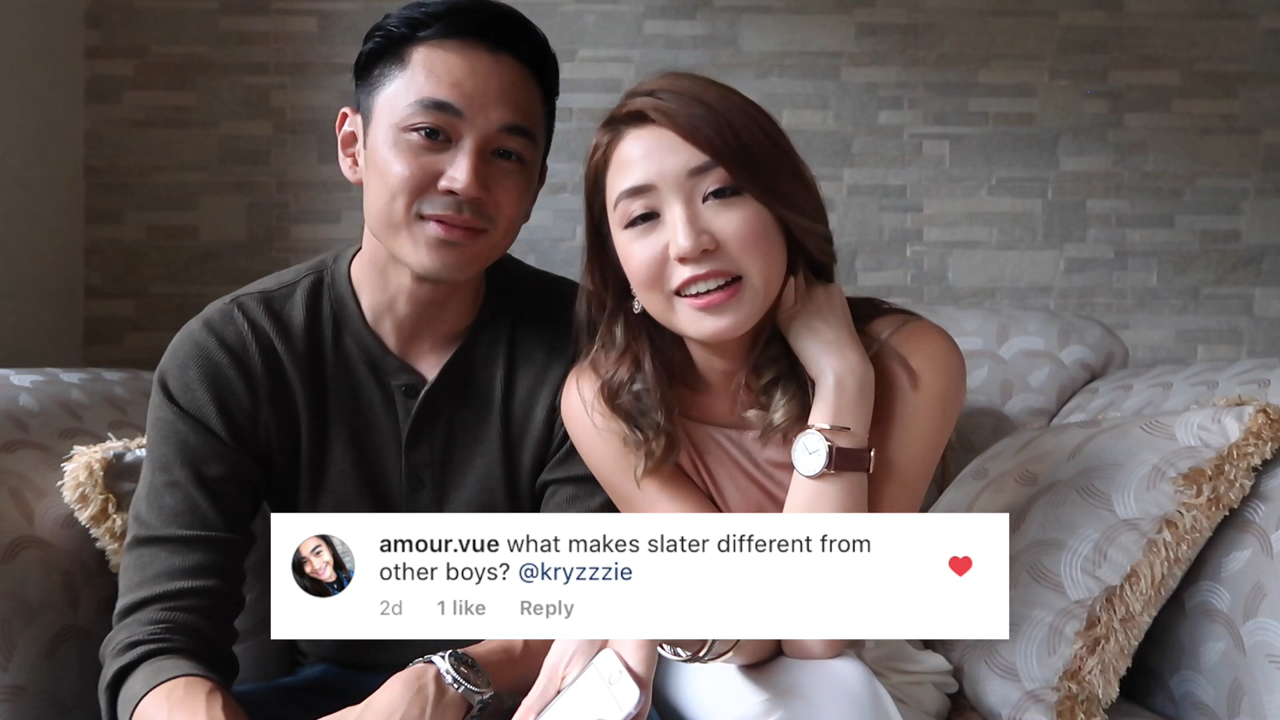 amour.vue what makes slater different from
other boys? @kryzzzie
2d 1 like Reply